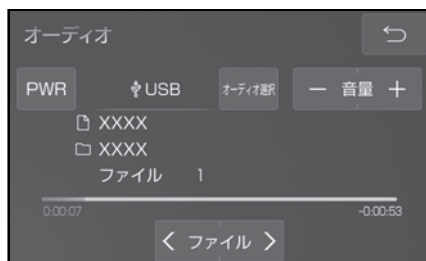 オーディオ
PWR USB オーディオ選択 － 音量 ＋
XXXX
XXXX
ファイル 1
0:00:07 -0:00:53
< ファイル >